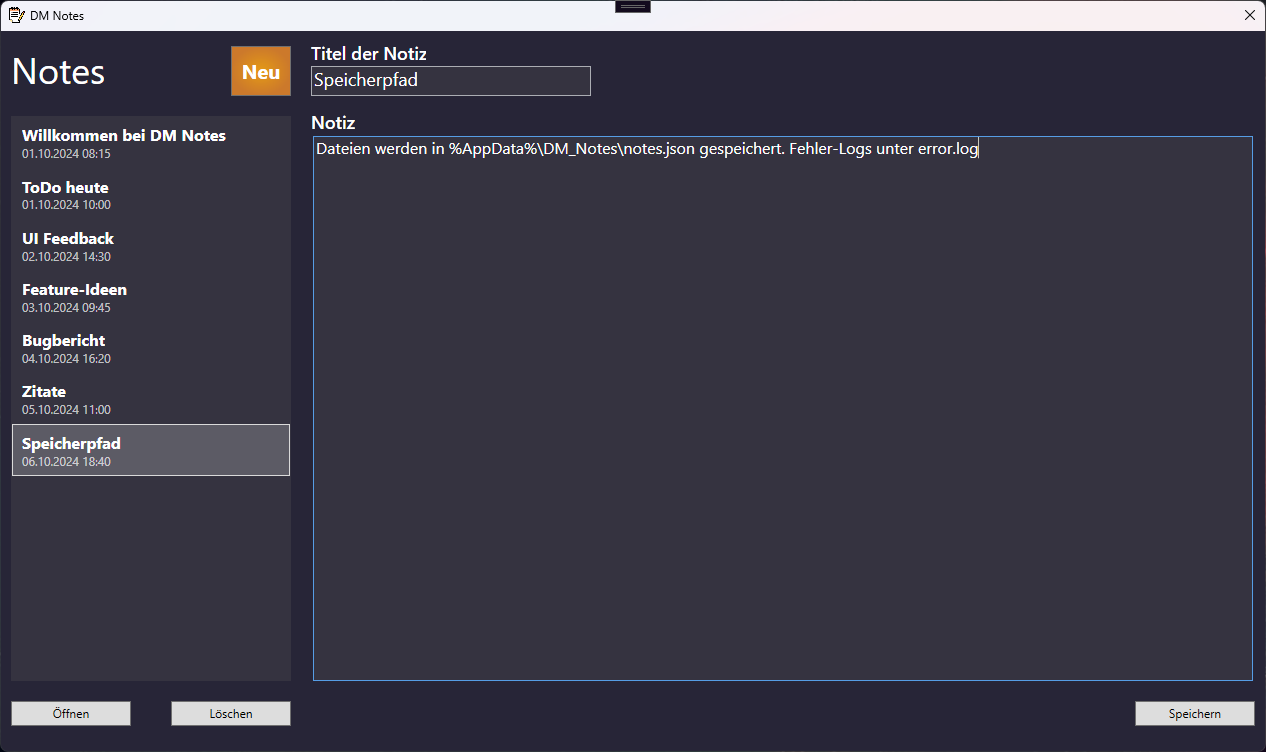 DM Notes
Notes
Neu
Willkommen bei DM Notes
01.10.2024 08:15
ToDo heute
01.10.2024 10:00
UI Feedback
02.10.2024 14:30
Feature-Ideen
03.10.2024 09:45
Bugbericht
04.10.2024 16:20
Zitate
05.10.2024 11:00
Speicherpfad
06.10.2024 18:40
Öffnen
Löschen
Titel der Notiz
Speicherpfad
Notiz
Dateien werden in %AppData%\DM_Notes\notes.json gespeichert. Fehler-Logs unter error.log
Speichern